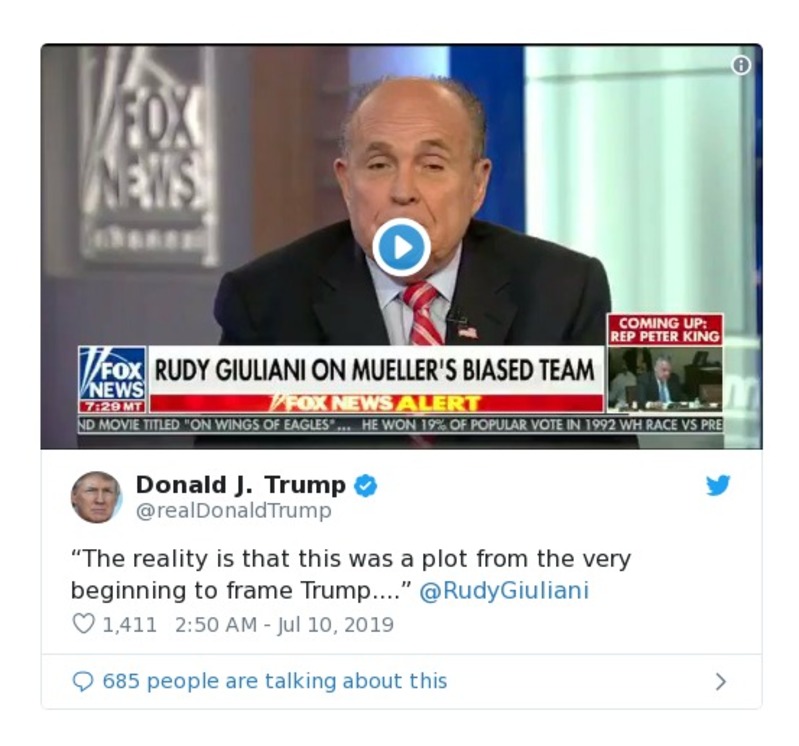 FOX
NEWS
channel
COMING UP:
REP PETER KING
FOX
NEWS
7:29 MT
RUDY GIULIANI ON MUELLER'S BIASED TEAM
FOX NEWS ALERT
ND MOVIE TITLED "ON WINGS OF EAGLES"... HE WON 19% OF POPULAR VOTE IN 1992 WH RACE VS PRE
Donald J. Trump
@realDonaldTrump
“The reality is that this was a plot from the very
beginning to frame Trump....” @RudyGiuliani
1,411 2:50 AM - Jul 10, 2019
685 people are talking about this